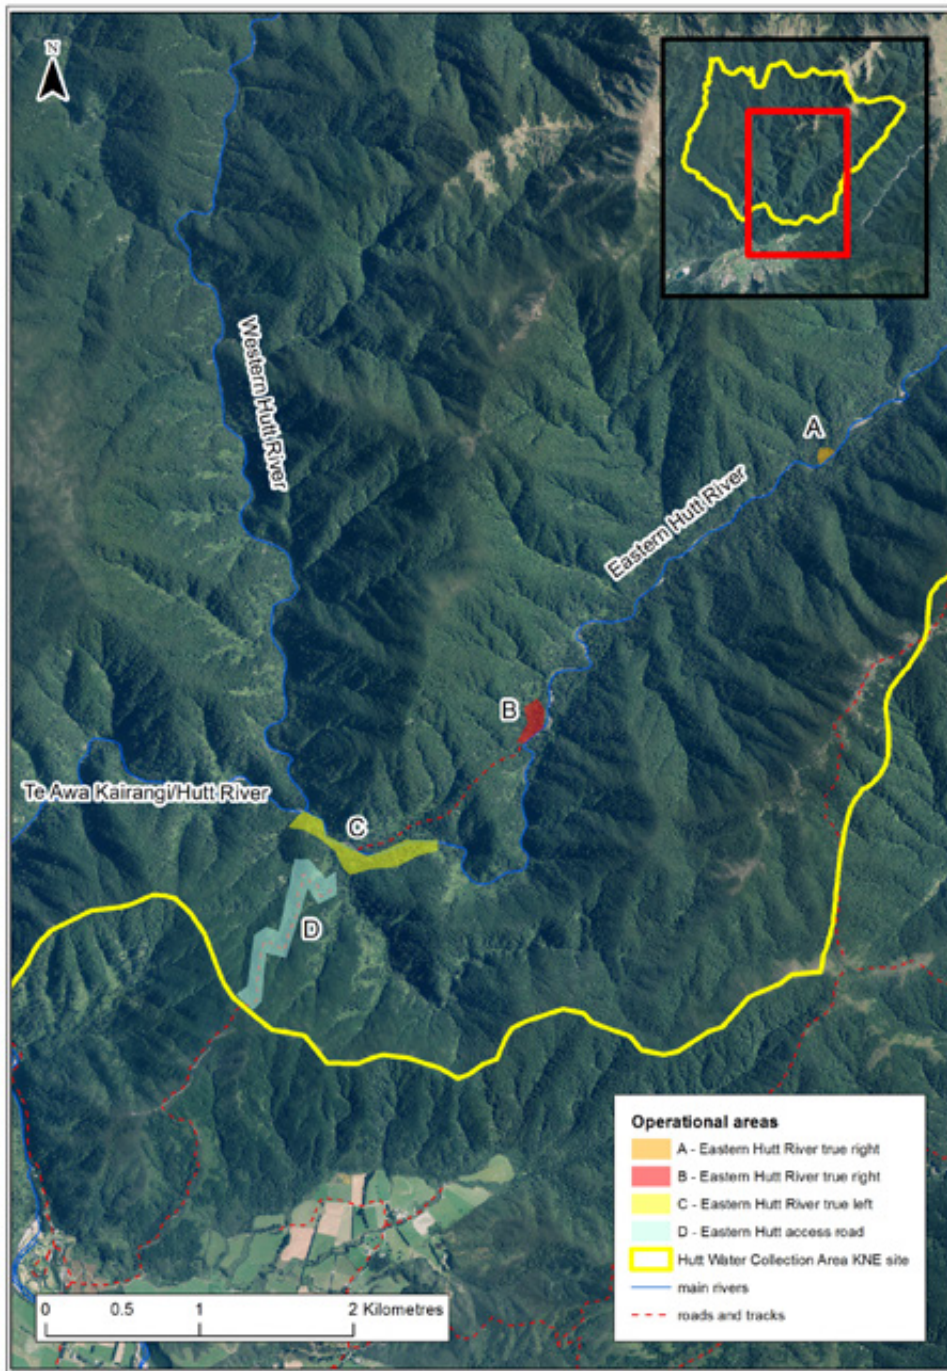 N
Western Hutt River
A
Eastern Hutt River
B
Te Awa Kairangi/Hutt River
C
D
Operational areas
A - Eastern Hutt River true right
B - Eastern Hutt River true right
C - Eastern Hutt River true left
D - Eastern Hutt access road
Hutt Water Collection Area KNE site
main rivers
roads and tracks
0 0.5 1 2 Kilometres